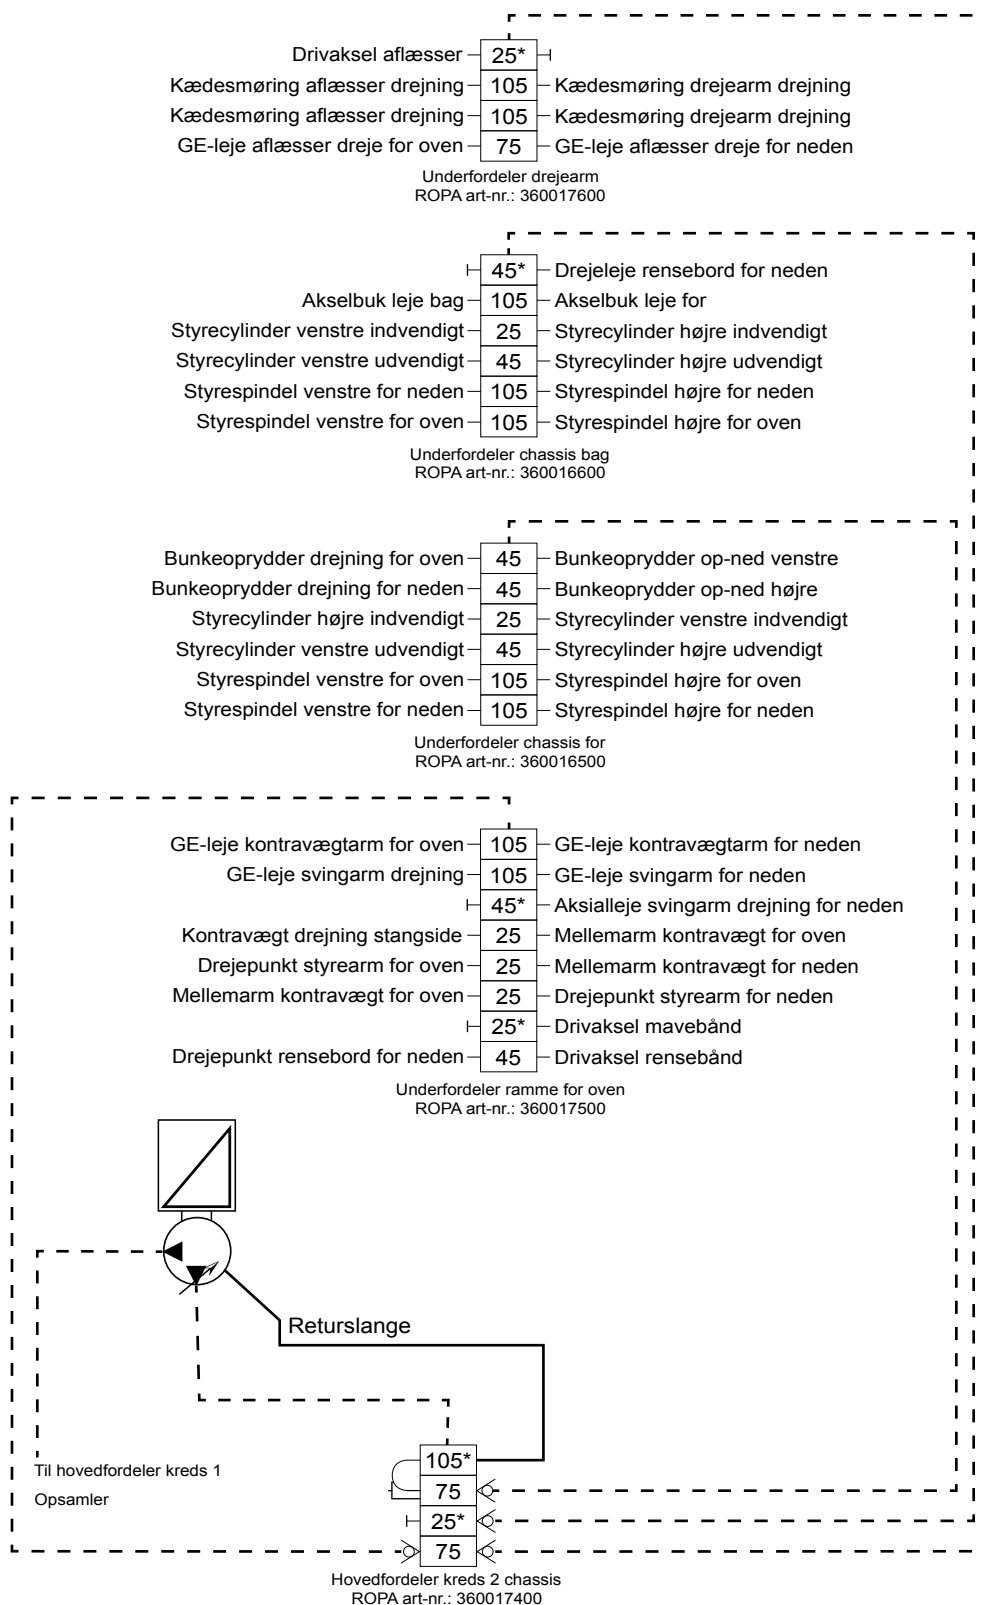 Drivaksel aflæsser 25*
Kædesmøring aflæsser drejning 105 Kædesmøring drejearm drejning
Kædesmøring aflæsser drejning 105 Kædesmøring drejearm drejning
GE-leje aflæsser dreje for oven 75 GE-leje aflæsser dreje for neden
Underfordeler drejearm
ROPA art-nr.: 360017600
45* Drejeleje rensebord for neden
Akselbuk leje bag 105 Akselbuk leje for
Styrecylinder venstre indvendigt 25 Styrecylinder højre indvendigt
Styrecylinder venstre udvendigt 45 Styrecylinder højre udvendigt
Styrespindel venstre for neden 105 Styrespindel højre for neden
Styrespindel venstre for oven 105 Styrespindel højre for oven
Underfordeler chassis bag
ROPA art-nr.: 360016600
Bunkeoprydder drejning for oven 45 Bunkeoprydder op-ned venstre
Bunkeoprydder drejning for neden 45 Bunkeoprydder op-ned højre
Styrecylinder højre indvendigt 25 Styrecylinder venstre indvendigt
Styrecylinder venstre udvendigt 45 Styrecylinder højre udvendigt
Styrespindel venstre for oven 105 Styrespindel højre for oven
Styrespindel venstre for neden 105 Styrespindel højre for neden
Underfordeler chassis for
ROPA art-nr.: 360016500
GE-leje kontravægtarm for oven 105 GE-leje kontravægtarm for neden
GE-leje svingarm drejning 105 GE-leje svingarm for neden
45* Aksialleje svingarm drejning for neden
Kontravægt drejning stangside 25 Mellemarm kontravægt for oven
Drejepunkt styrearm for oven 25 Mellemarm kontravægt for neden
Mellemarm kontravægt for oven 25 Drejepunkt styrearm for neden
25* Drivaksel mavebånd
Drejepunkt rensebord for neden 45 Drivaksel rensebånd
Underfordeler ramme for oven
ROPA art-nr.: 360017500
Returslange
Til hovedfordeler kreds 1
Opsamler
105*
75
25*
75
Hovedfordeler kreds 2 chassis
ROPA art-nr.: 360017400